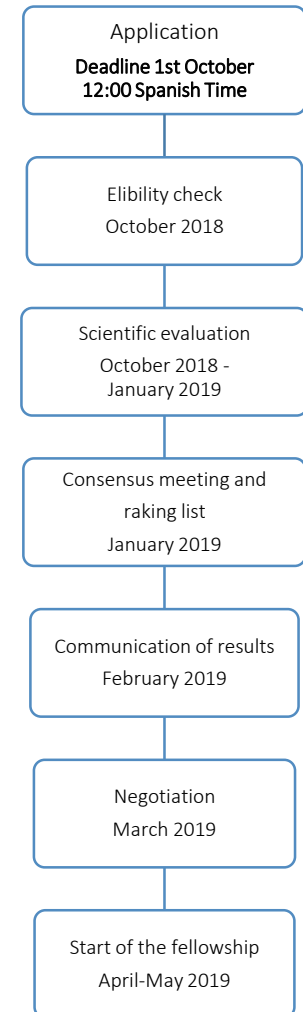 Application
Deadline 1st October
12:00 Spanish Time
Elibility check
October 2018
Scientific evaluation
October 2018 -
January 2019
Consensus meeting and
raking list
January 2019
Communication of results
February 2019
Negotiation
March 2019
Start of the fellowship
April-May 2019